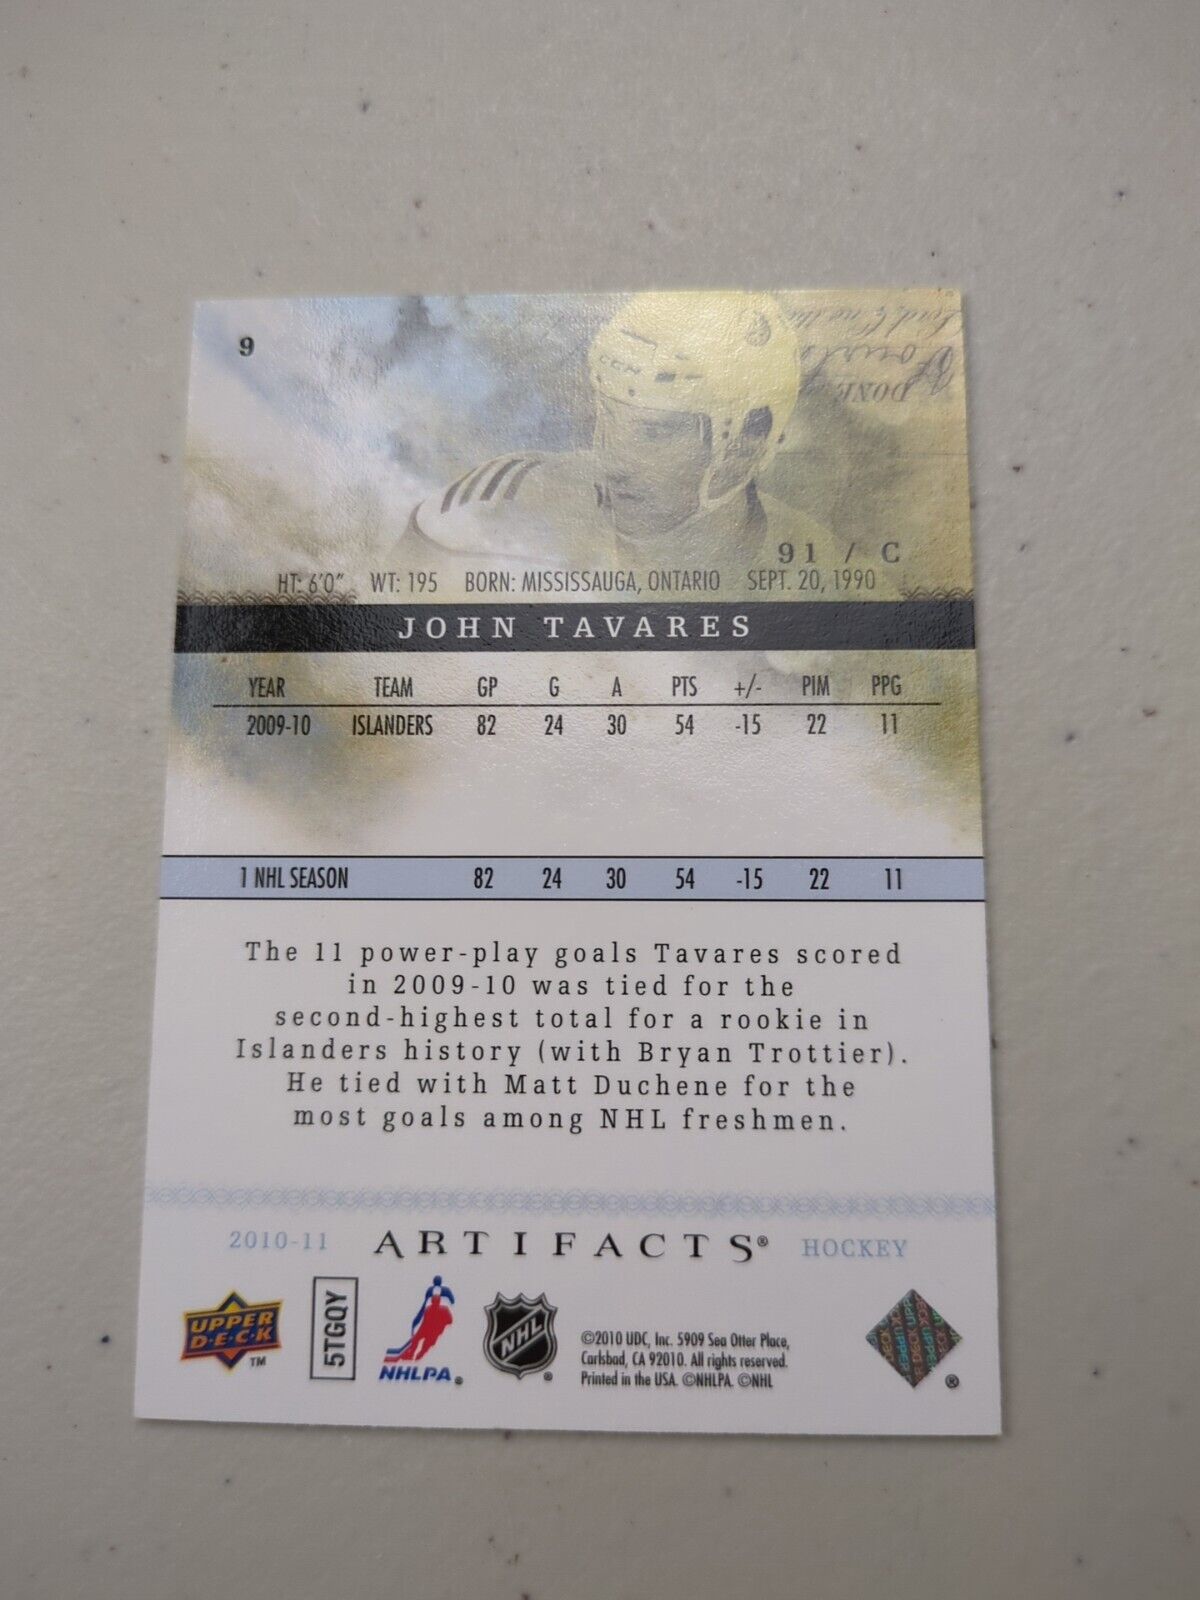 9
CCM
DONE
91 / C
HT: 6'0" WT: 195 BORN: MISSISSAUGA, ONTARIO SEPT. 20, 1990
JOHN TAVARES
YEAR TEAM GP G A PTS +/- PIM PPG
2009-10 ISLANDERS 82 24 30 54 -15 22 11
1 NHL SEASON 82 24 30 54 -15 22 11
The 11 power-play goals Tavares scored
in 2009-10 was tied for the
second-highest total for a rookie in
Islanders history (with Bryan Trottier).
He tied with Matt Duchene for the
most goals among NHL freshmen.
2010-11 ARTIFACTS® HOCKEY
UPPER
D·E·C·K
TM
5TGQY
NHLPA®
NHL®
©2010 UDC, Inc. 5909 Sea Otter Place,
Carlsbad, CA 92010. All rights reserved.
Printed in the USA. ©NHLPA. ©NHL
®